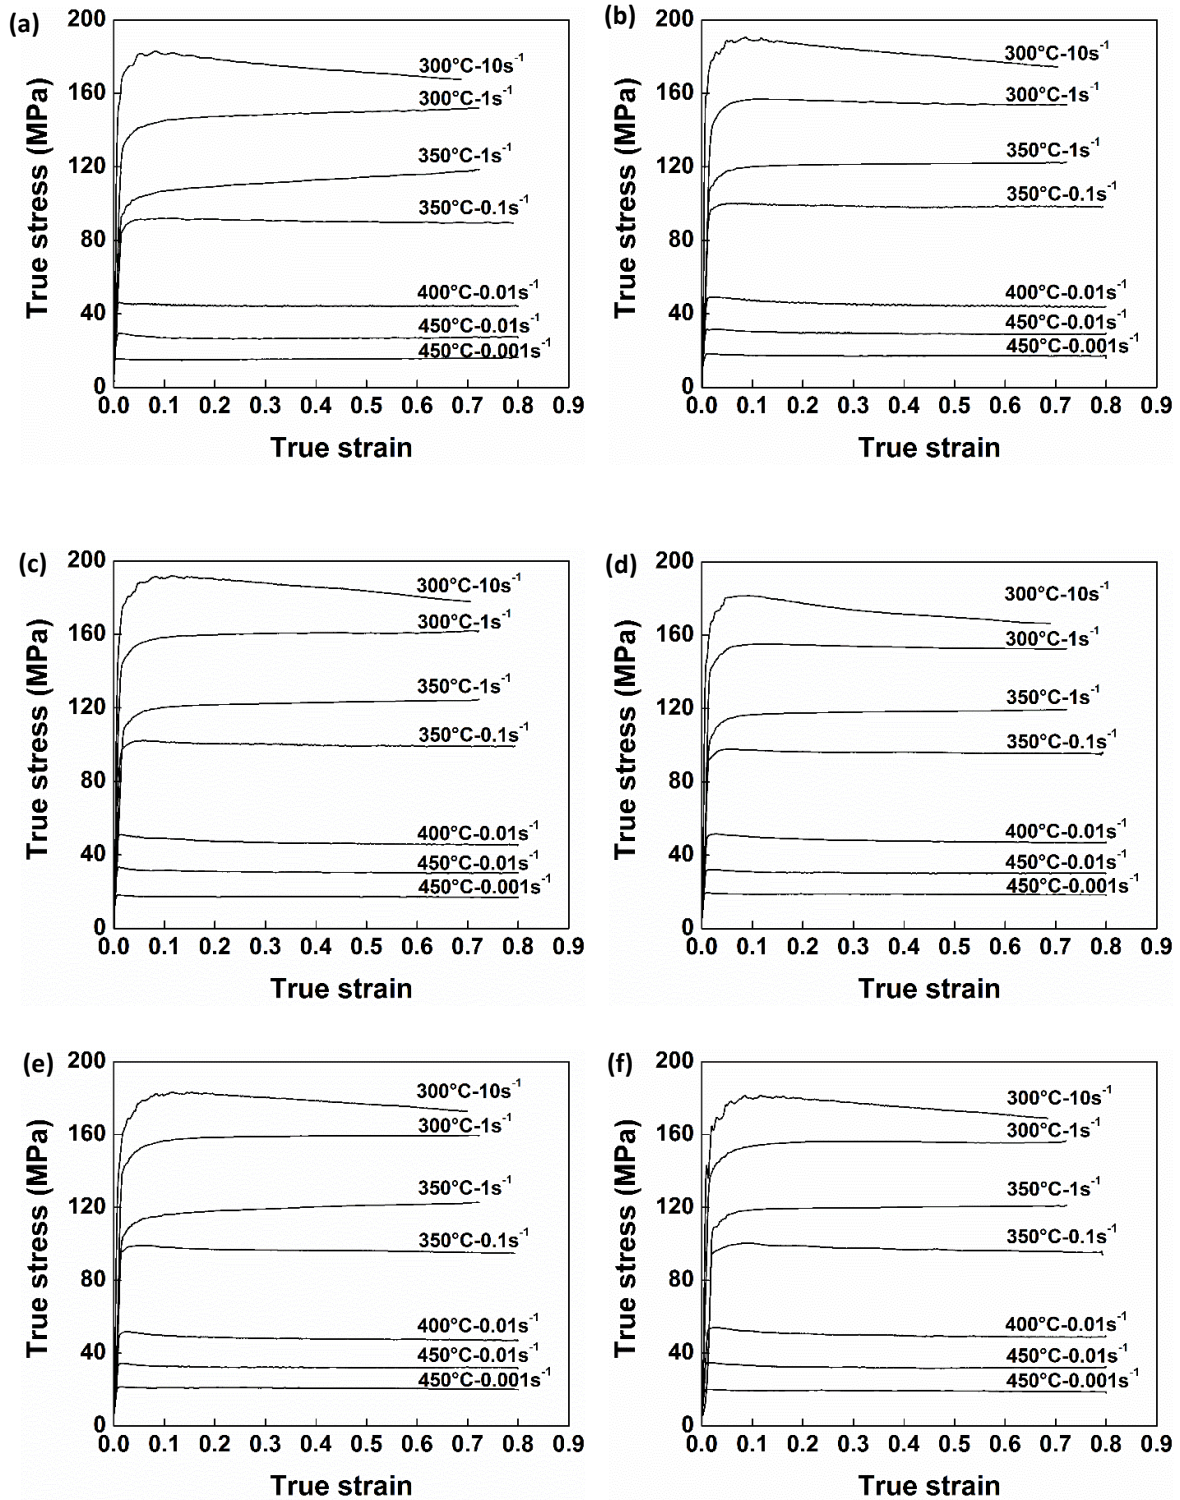 (a)
True stress (MPa)
200
160
120
80
40
0
300°C-10s⁻¹
300°C-1s⁻¹
350°C-1s⁻¹
350°C-0.1s⁻¹
400°C-0.01s⁻¹
450°C-0.01s⁻¹
450°C-0.001s⁻¹
0.0 0.1 0.2 0.3 0.4 0.5 0.6 0.7 0.8 0.9
True strain
(b)
True stress (MPa)
200
160
120
80
40
0
300°C-10s⁻¹
300°C-1s⁻¹
350°C-1s⁻¹
350°C-0.1s⁻¹
400°C-0.01s⁻¹
450°C-0.01s⁻¹
450°C-0.001s⁻¹
0.0 0.1 0.2 0.3 0.4 0.5 0.6 0.7 0.8 0.9
True strain
(c)
True stress (MPa)
200
160
120
80
40
0
300°C-10s⁻¹
300°C-1s⁻¹
350°C-1s⁻¹
350°C-0.1s⁻¹
400°C-0.01s⁻¹
450°C-0.01s⁻¹
450°C-0.001s⁻¹
0.0 0.1 0.2 0.3 0.4 0.5 0.6 0.7 0.8 0.9
True strain
(d)
True stress (MPa)
200
160
120
80
40
0
300°C-10s⁻¹
300°C-1s⁻¹
350°C-1s⁻¹
350°C-0.1s⁻¹
400°C-0.01s⁻¹
450°C-0.01s⁻¹
450°C-0.001s⁻¹
0.0 0.1 0.2 0.3 0.4 0.5 0.6 0.7 0.8 0.9
True strain
(e)
True stress (MPa)
200
160
120
80
40
0
300°C-10s⁻¹
300°C-1s⁻¹
350°C-1s⁻¹
350°C-0.1s⁻¹
400°C-0.01s⁻¹
450°C-0.01s⁻¹
450°C-0.001s⁻¹
0.0 0.1 0.2 0.3 0.4 0.5 0.6 0.7 0.8 0.9
True strain
(f)
True stress (MPa)
200
160
120
80
40
0
300°C-10s⁻¹
300°C-1s⁻¹
350°C-1s⁻¹
350°C-0.1s⁻¹
400°C-0.01s⁻¹
450°C-0.01s⁻¹
450°C-0.001s⁻¹
0.0 0.1 0.2 0.3 0.4 0.5 0.6 0.7 0.8 0.9
True strain